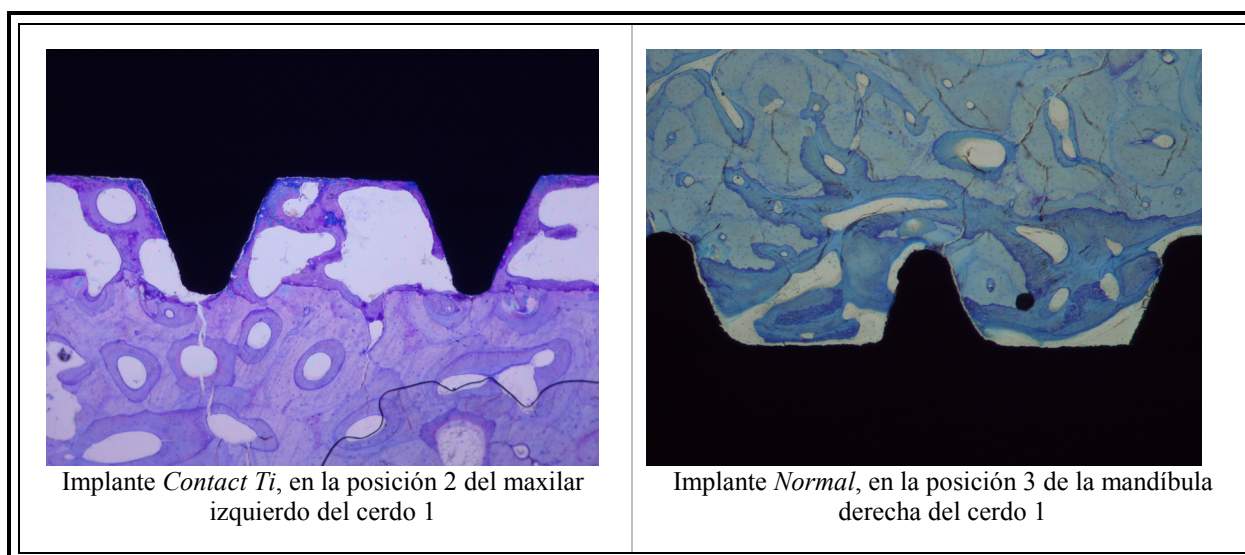 Implante Contact Ti, en la posición 2 del maxilar
izquierdo del cerdo 1
Implante Normal, en la posición 3 de la mandíbula
derecha del cerdo 1